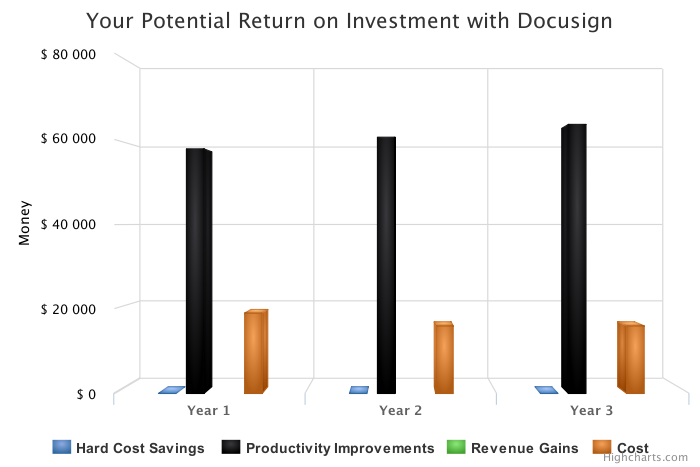 Your Potential Return on Investment with Docusign
$ 80 000
$ 60 000
$ 40 000
$ 20 000
$ 0
Money
Year 1
Year 2
Year 3
Hard Cost Savings
Productivity Improvements
Revenue Gains
Cost
Highcharts.com